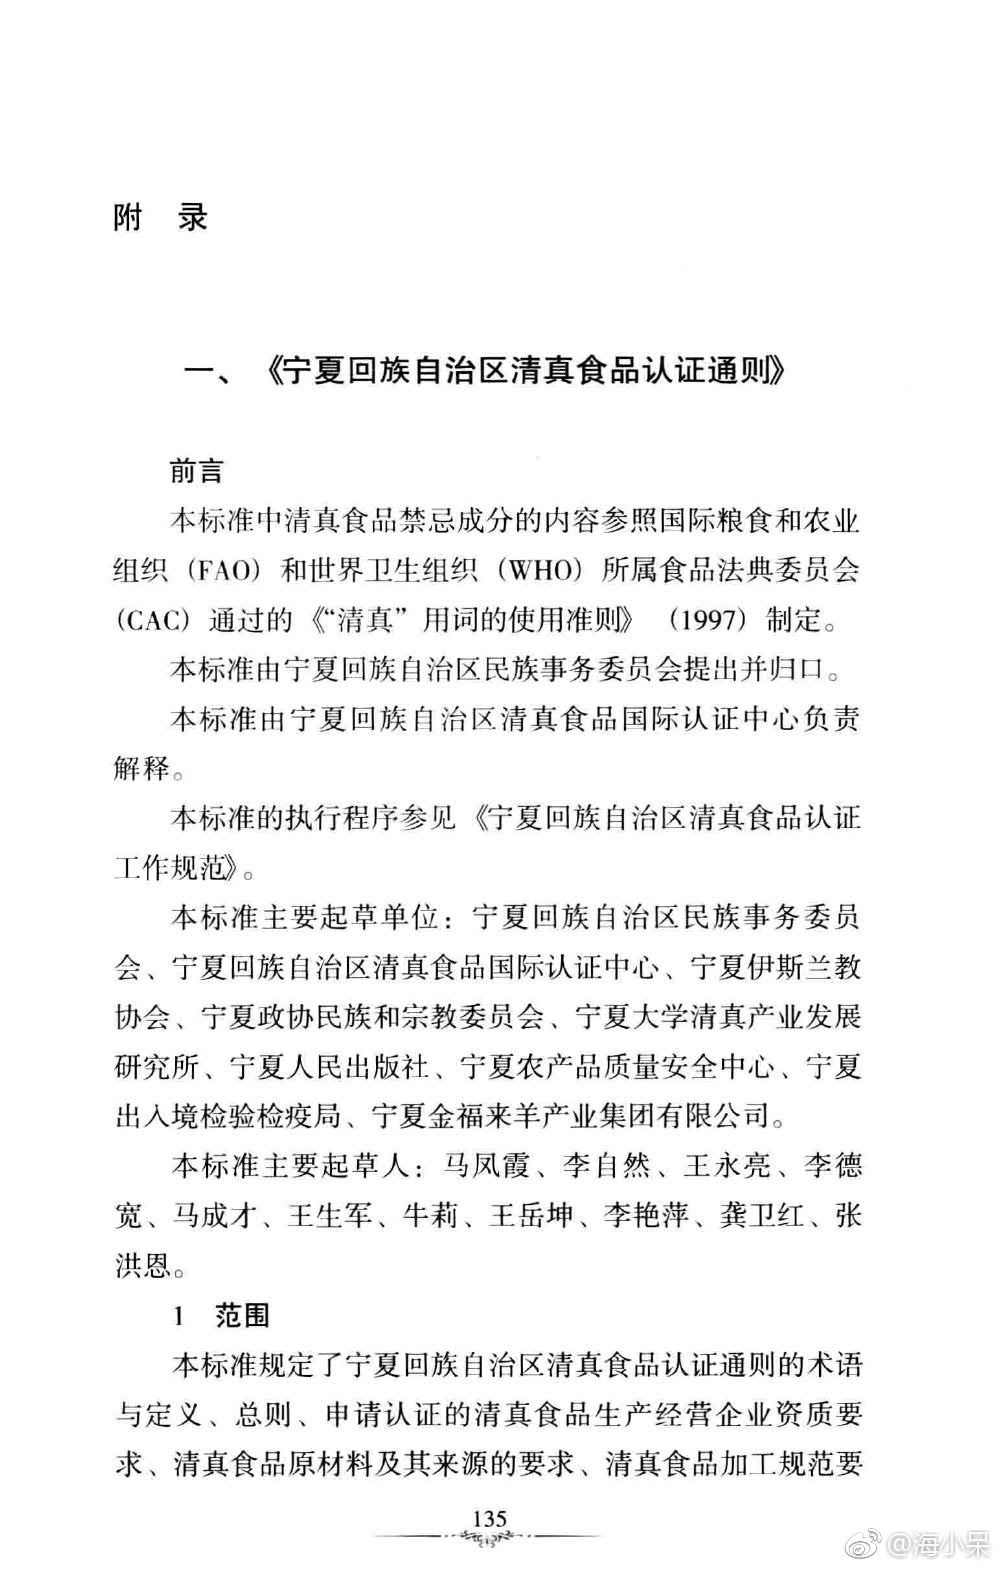 附 录
一、《宁夏回族自治区清真食品认证通则》
前言
本标准中清真食品禁忌成分的内容参照国际粮食和农业
组织（FAO）和世界卫生组织（WHO）所属食品法典委员会
(CAC）通过的《“清真”用词的使用准则》（1997）制定。
本标准由宁夏回族自治区民族事务委员会提出并归口。
本标准由宁夏回族自治区清真食品国际认证中心负责
解释。
本标准的执行程序参见《宁夏回族自治区清真食品认证
工作规范》。
本标准主要起草单位：宁夏回族自治区民族事务委员
会、宁夏回族自治区清真食品国际认证中心、宁夏伊斯兰教
协会、宁夏政协民族和宗教委员会、宁夏大学清真产业发展
研究所、宁夏人民出版社、宁夏农产品质量安全中心、宁夏
出入境检验检疫局、宁夏金福来羊产业集团有限公司。
本标准主要起草人：马凤霞、李自然、王永亮、李德
宽、马成才、王生军、牛莉、王岳坤、李艳萍、龚卫红、张
洪恩。
1 范围
本标准规定了宁夏回族自治区清真食品认证通则的术语
与定义、总则、申请认证的清真食品生产经营企业资质要
求、清真食品原材料及其来源的要求、清真食品加工规范要
135
@海小呆